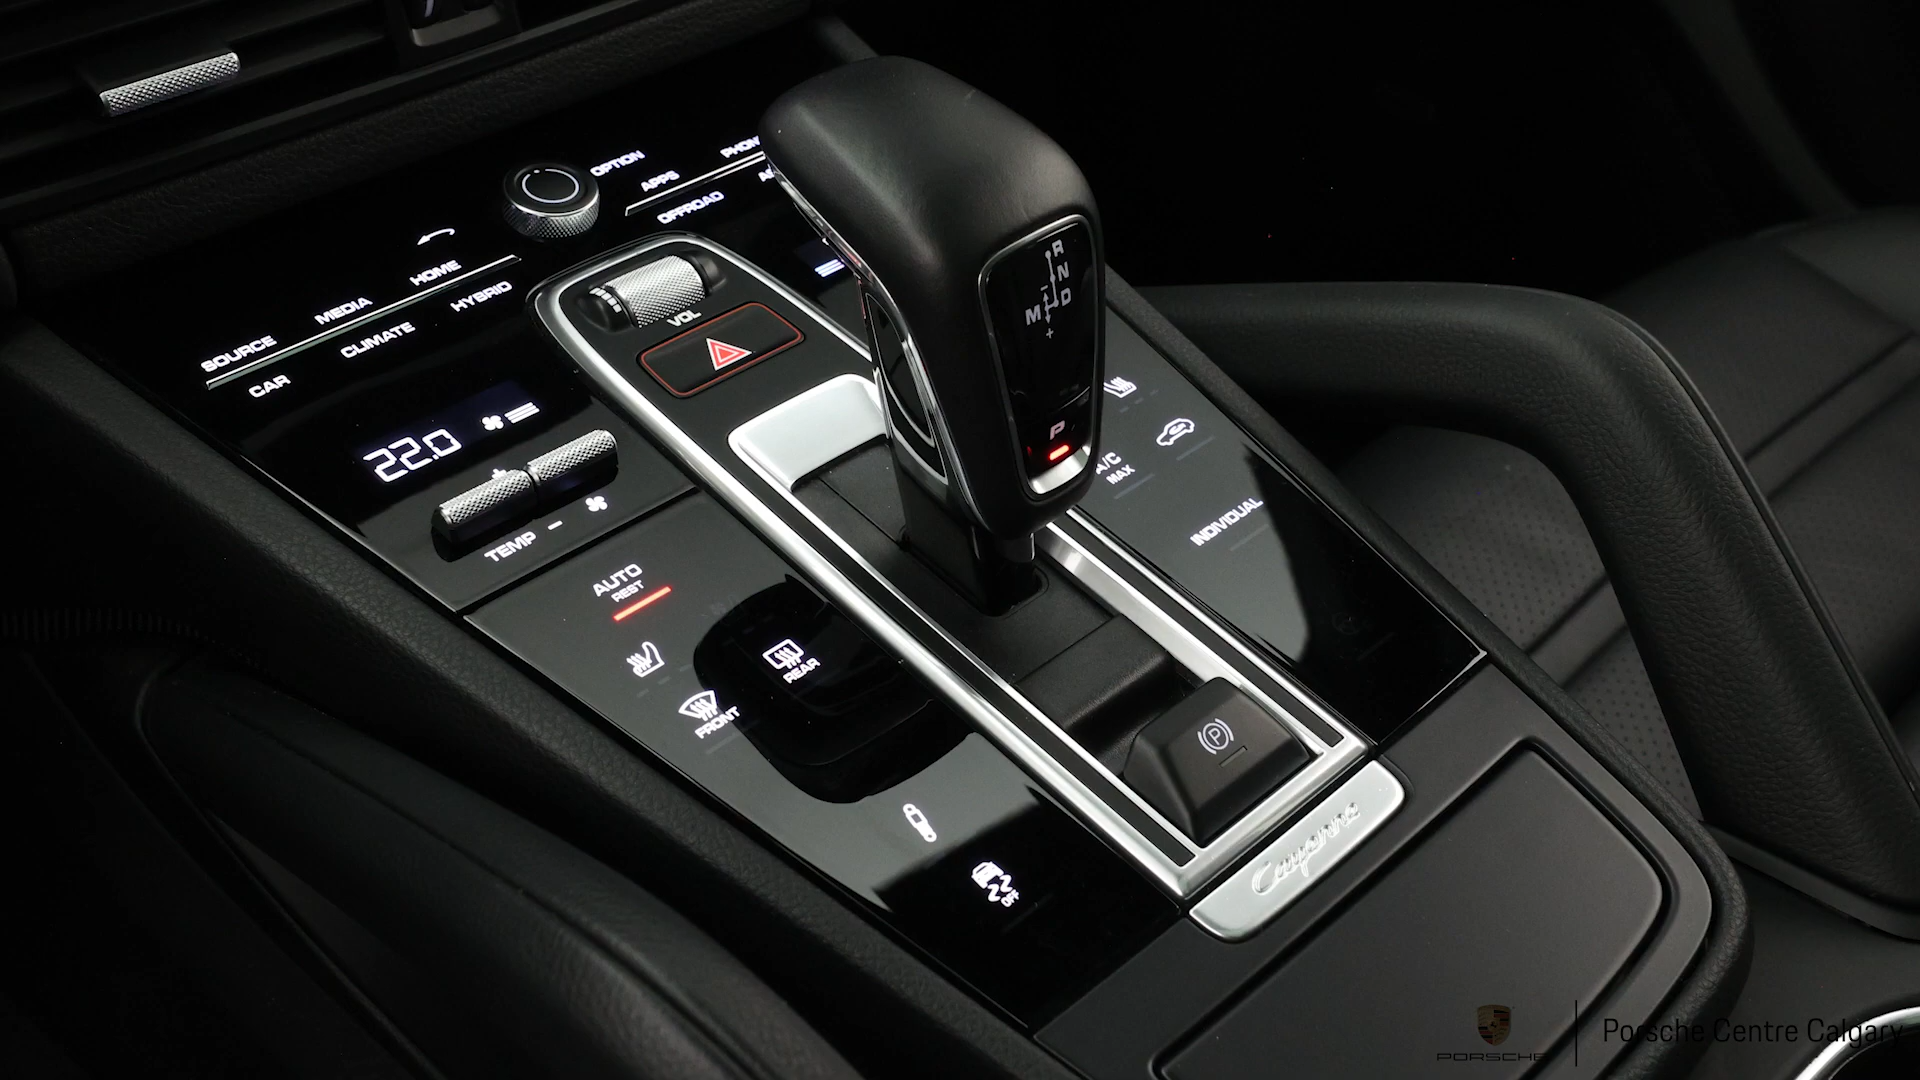 OPTION
PHON
APPS
OFFROAD
HOME
MEDIA
HYBRID
SOURCE
CLIMATE
CAR
VOL
22.0
+
TEMP -
AUTO
REST
REAR
FRONT
OFF
R
N
-
M D
+
P
A/C
MAX
INDIVIDUAL
(P)
Cayenne
PORSCHE
Porsche Centre Calgary